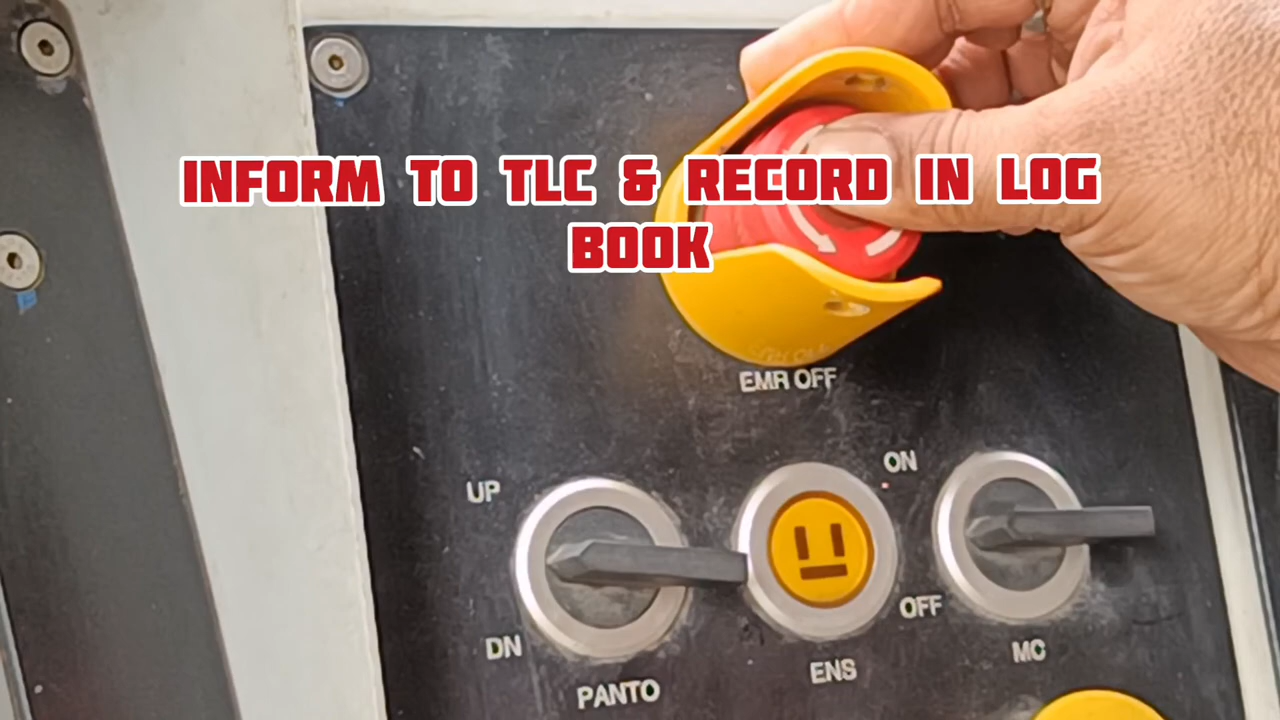 INFORM TO TLC & RECORD IN LOG
BOOK
EMR OFF
UP
ON
DN
OFF
PANTO
ENS
MC